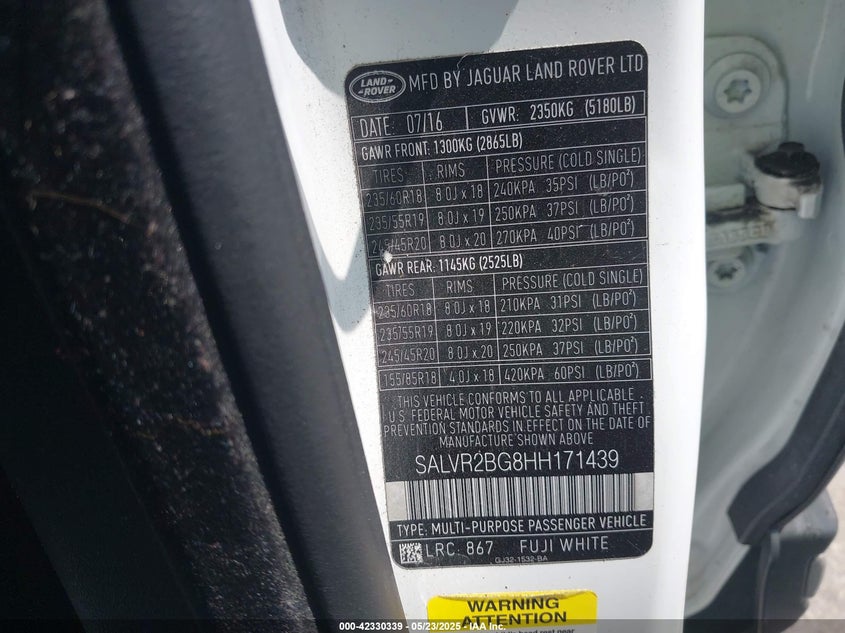 LAND-
ROVER
MFD BY JAGUAR LAND ROVER LTD
DATE: 07/16 GVWR: 2350KG (5180LB)
GAWR FRONT: 1300KG (2865LB)
TIRES RIMS PRESSURE (COLD SINGLE)
235/60R18 8.0J x 18 240KPA 35PSI (LB/PO²)
235/55R19 8.0J x 19 250KPA 37PSI (LB/PO²)
245/45R20 8.0J x 20 270KPA 40PSI (LB/PO²)
GAWR REAR: 1145KG (2525LB)
TIRES RIMS PRESSURE (COLD SINGLE)
235/60R18 8.0J x 18 210KPA 31PSI (LB/PO²)
235/55R19 8.0J x 19 220KPA 32PSI (LB/PO²)
245/45R20 8.0J x 20 250KPA 37PSI (LB/PO²)
155/85R18 4.0J x 18 420KPA 60PSI (LB/PO²)
THIS VEHICLE CONFORMS TO ALL APPLICABLE
U.S. FEDERAL MOTOR VEHICLE SAFETY AND THEFT
PREVENTION STANDARDS IN EFFECT ON THE DATE OF
MANUFACTURE SHOWN ABOVE
SALVR2BG8HH171439
TYPE: MULTI-PURPOSE PASSENGER VEHICLE
LRC: 867 FUJI WHITE
GJ32-1532-BA
WARNING
ATTENTION
000-42330339 - 05/23/2025 - IAA Inc.